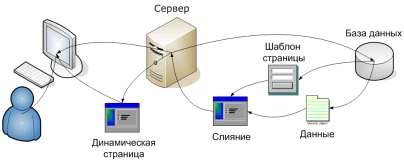 Сервер
База данных
Шаблон
страницы
Динамическая
страница
Слияние
Данные